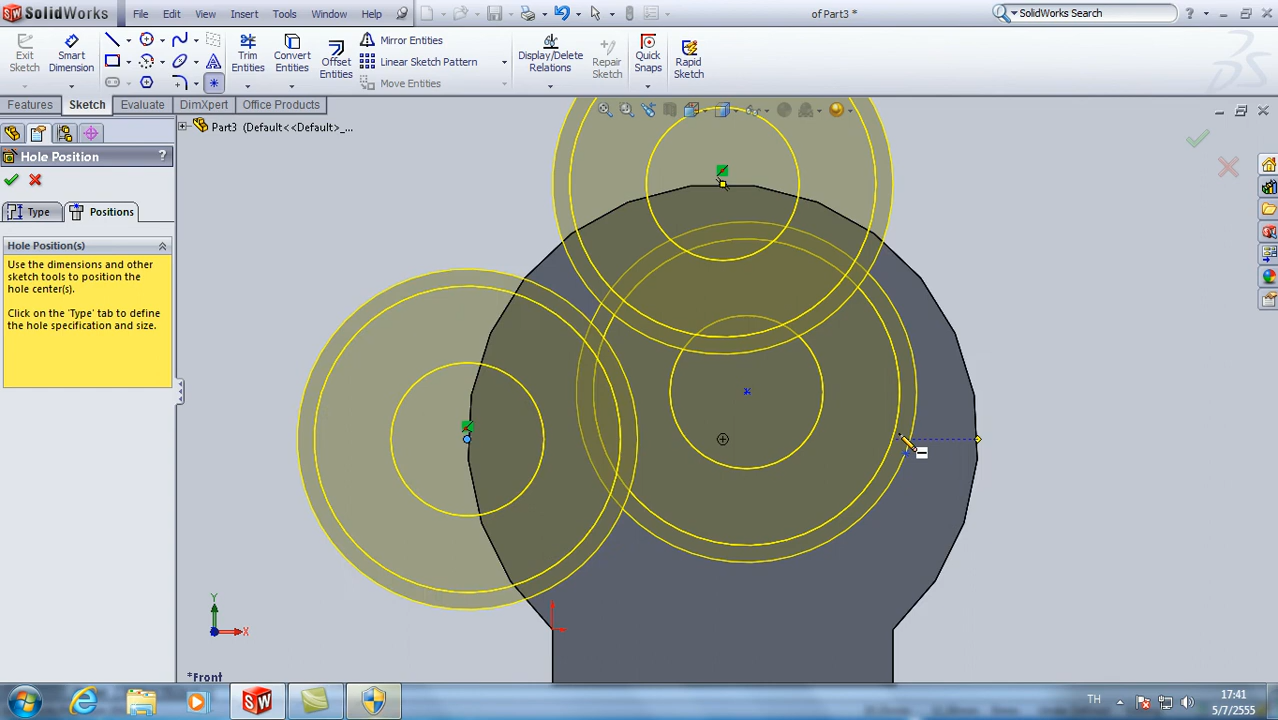 SolidWorks File Edit View Insert Tools Window Help of Part3 * SolidWorks Search
Exit Sketch Smart Dimension Trim Entities Convert Entities Offset Entities Mirror Entities Display/Delete Relations Repair Sketch Quick Snaps Rapid Sketch
Linear Sketch Pattern
Move Entities
Features Sketch Evaluate DimXpert Office Products
Part3 (Default<<Default>_...
Hole Position ?
Type Positions
Hole Position(s)
Use the dimensions and other
sketch tools to position the
hole center(s).
Click on the 'Type' tab to define
the hole specification and size.
Y
X
*Front
TH 17:41
5/7/2555